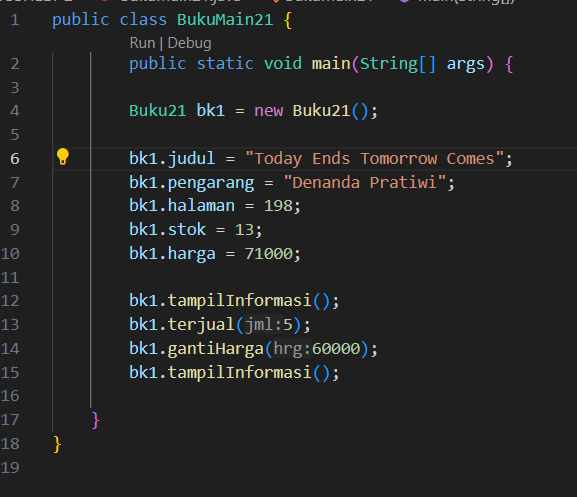 1 public class BukuMain21 {
Run | Debug
2 public static void main(String[] args) {
3
4 Buku21 bk1 = new Buku21();
5
6 bk1.judul = "Today Ends Tomorrow Comes";
7 bk1.pengarang = "Denanda Pratiwi";
8 bk1.halaman = 198;
9 bk1.stok = 13;
10 bk1.harga = 71000;
11
12 bk1.tampilInformasi();
13 bk1.terjual(jml:5);
14 bk1.gantiHarga(hrg:60000);
15 bk1.tampilInformasi();
16
17 }
18 }
19